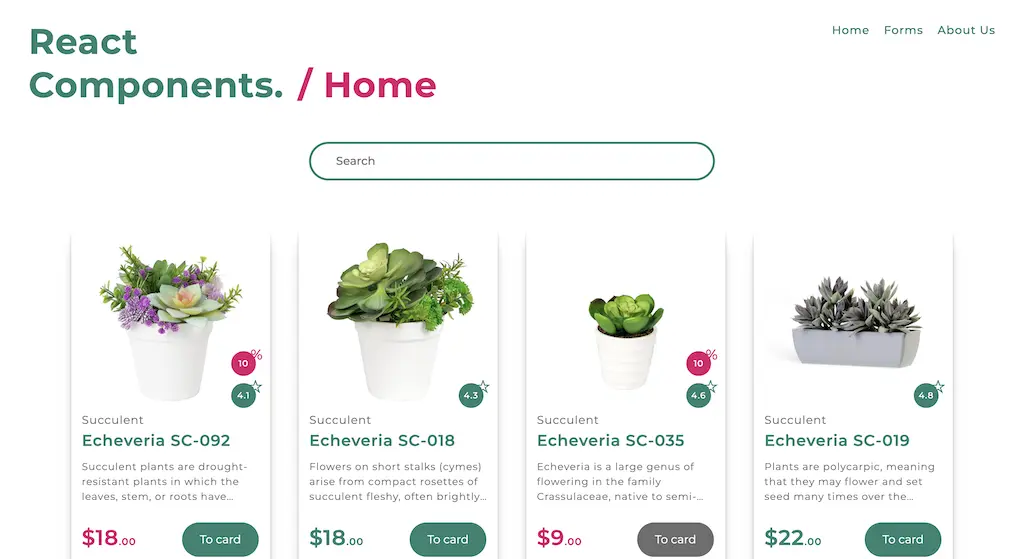 React
Components. / Home
Home Forms About Us
Search
10 %
4.1
Succulent
Echeveria SC-092
Succulent plants are drought-
resistant plants in which the
leaves, stem, or roots have...
$18.00
To card
4.3
Succulent
Echeveria SC-018
Flowers on short stalks (cymes)
arise from compact rosettes of
succulent fleshy, often brightly...
$18.00
To card
10 %
4.6
Succulent
Echeveria SC-035
Echeveria is a large genus of
flowering in the family
Crassulaceae, native to semi-...
$9.00
To card
4.8
Succulent
Echeveria SC-019
Plants are polycarpic, meaning
that they may flower and set
seed many times over the...
$22.00
To card